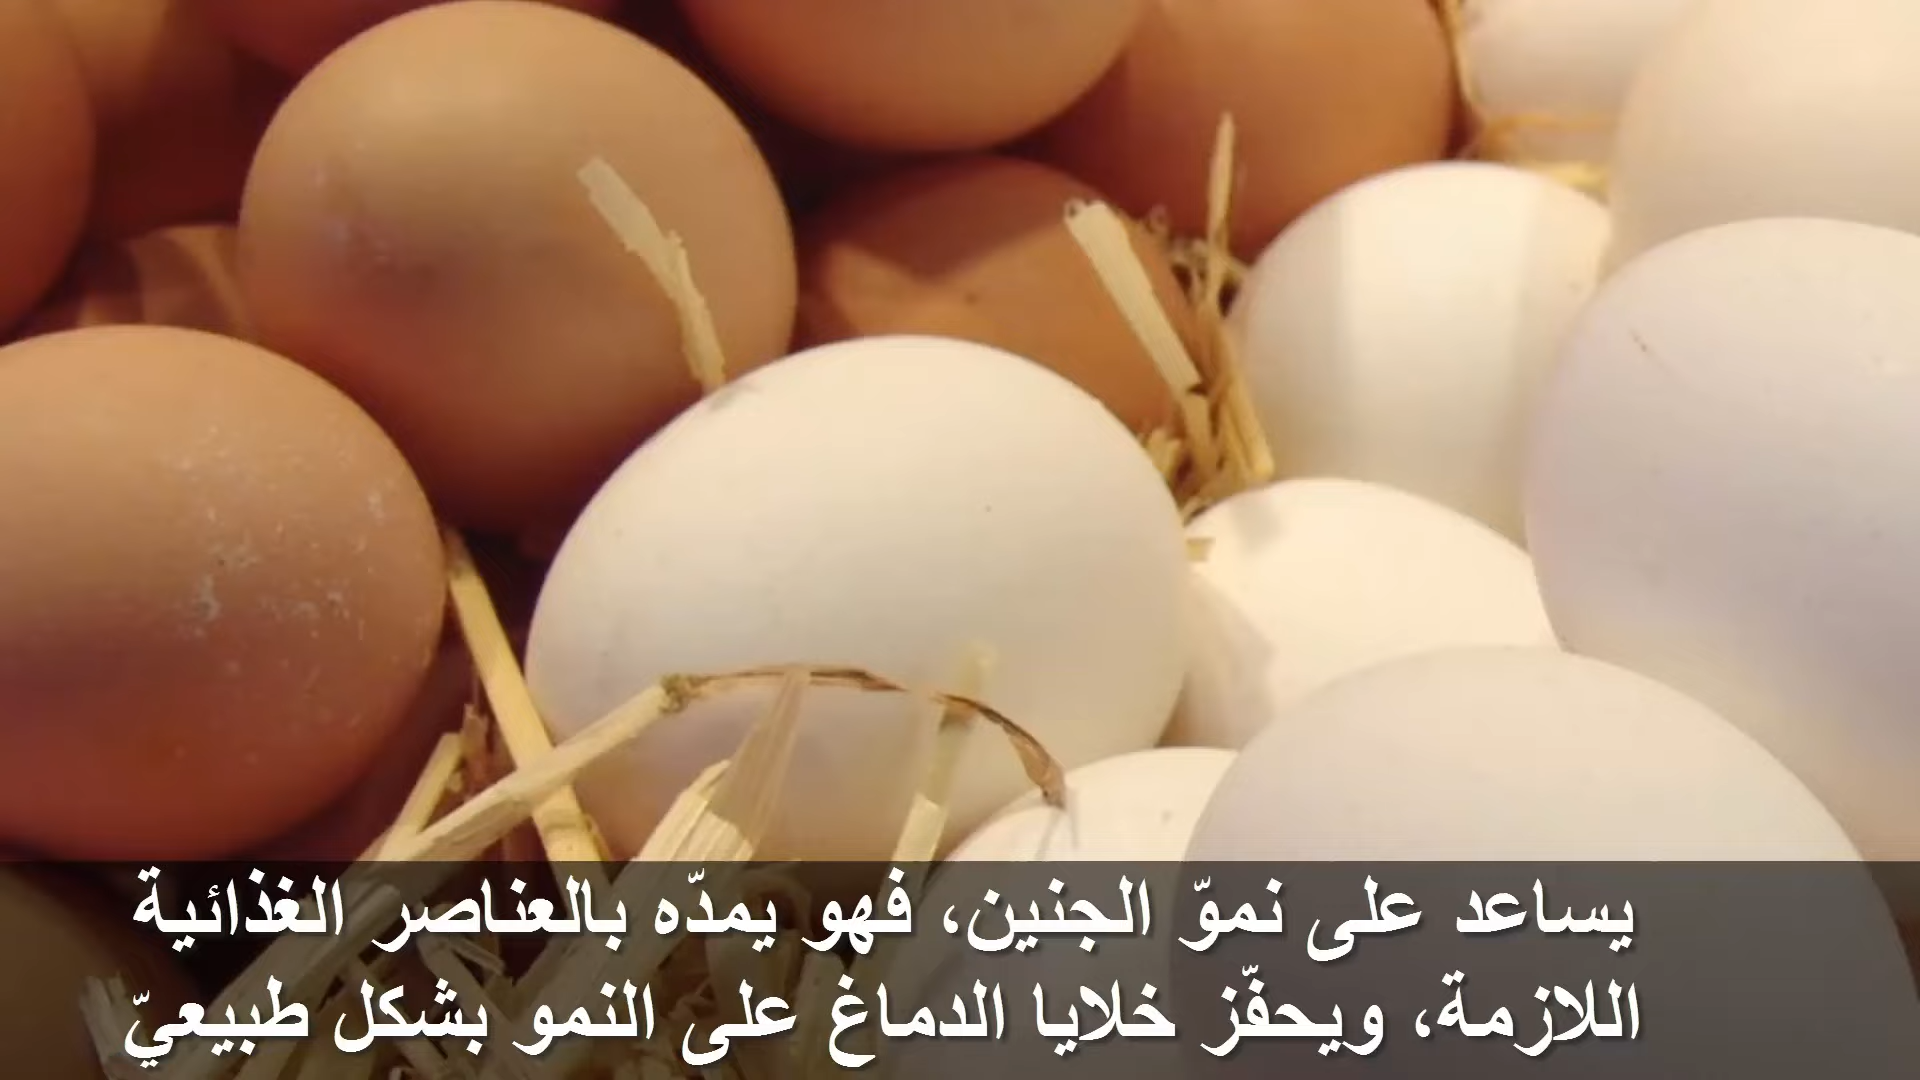 يساعد على نموّ الجنين، فهو يمدّه بالعناصر الغذائية
اللازمة، ويحفّز خلايا الدماغ على النمو بشكل طبيعيّ